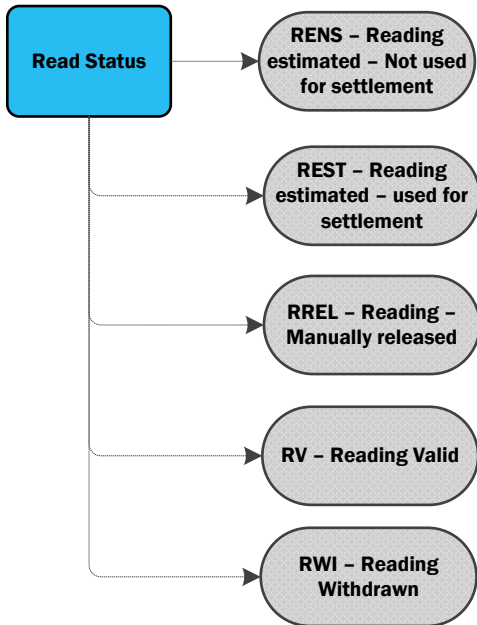 Read Status
RENS – Reading
estimated – Not used
for settlement
REST – Reading
estimated – used for
settlement
RREL – Reading –
Manually released
RV – Reading Valid
RWI – Reading
Withdrawn